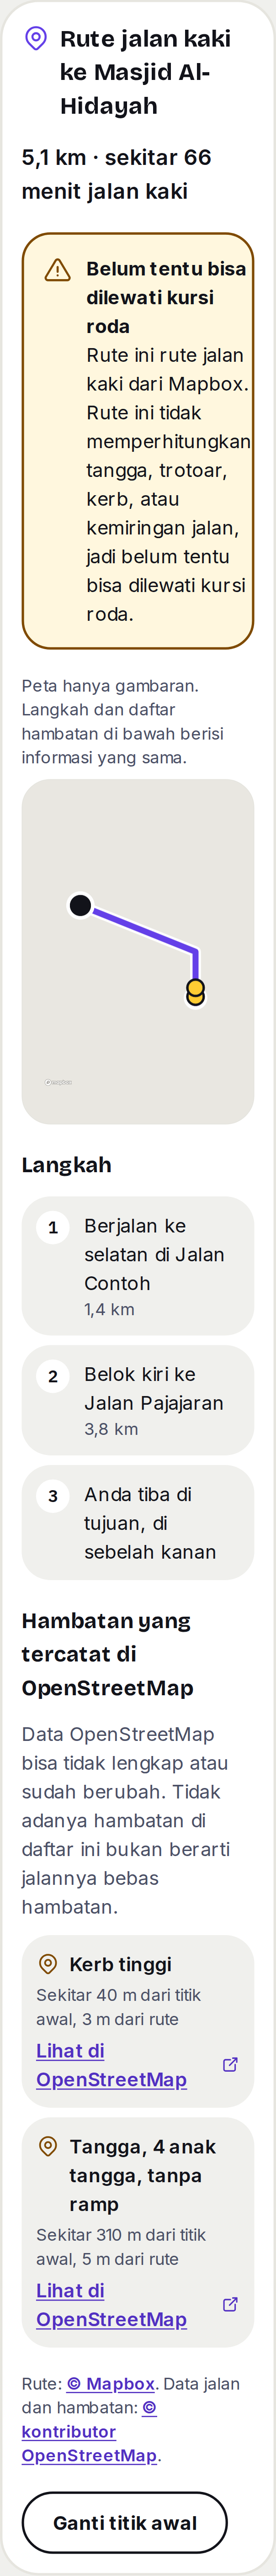 Rute jalan kaki
ke Masjid Al-
Hidayah
5,1 km · sekitar 66
menit jalan kaki
Belum tentu bisa
dilewati kursi
roda
Rute ini rute jalan
kaki dari Mapbox.
Rute ini tidak
memperhitungkan
tangga, trotoar,
kerb, atau
kemiringan jalan,
jadi belum tentu
bisa dilewati kursi
roda.
Peta hanya gambaran.
Langkah dan daftar
hambatan di bawah berisi
informasi yang sama.
mapbox
Langkah
1
Berjalan ke
selatan di Jalan
Contoh
1,4 km
2
Belok kiri ke
Jalan Pajajaran
3,8 km
3
Anda tiba di
tujuan, di
sebelah kanan
Hambatan yang
tercatat di
OpenStreetMap
Data OpenStreetMap
bisa tidak lengkap atau
sudah berubah. Tidak
adanya hambatan di
daftar ini bukan berarti
jalannya bebas
hambatan.
Kerb tinggi
Sekitar 40 m dari titik
awal, 3 m dari rute
Lihat di
OpenStreetMap
Tangga, 4 anak
tangga, tanpa
ramp
Sekitar 310 m dari titik
awal, 5 m dari rute
Lihat di
OpenStreetMap
Rute: © Mapbox. Data jalan
dan hambatan: ©
kontributor
OpenStreetMap.
Ganti titik awal